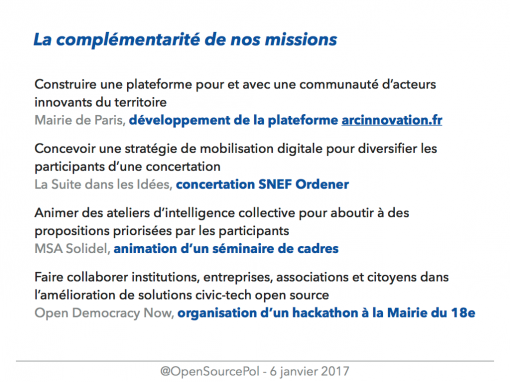 La complémentarité de nos missions
Construire une plateforme pour et avec une communauté d'acteurs
innovants du territoire
Mairie de Paris, développement de la plateforme arcinnovation.fr
Concevoir une stratégie de mobilisation digitale pour diversifier les
participants d'une concertation
La Suite dans les Idées, concertation SNEF Ordener
Animer des ateliers d'intelligence collective pour aboutir à des
propositions priorisées par les participants
MSA Solidel, animation d'un séminaire de cadres
Faire collaborer institutions, entreprises, associations et citoyens dans
l'amélioration de solutions civic-tech open source
Open Democracy Now, organisation d'un hackathon à la Mairie du 18e
@OpenSourcePol - 6 janvier 2017